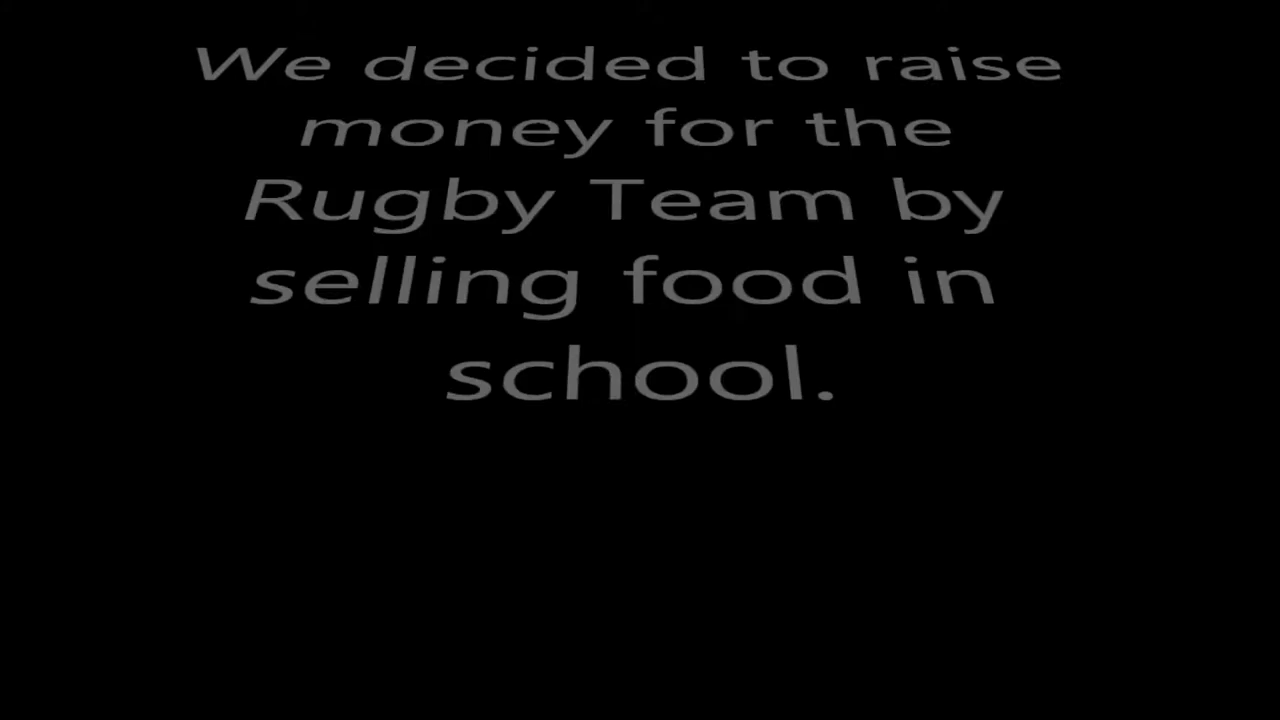 We decided to raise
money for the
Rugby Team by
selling food in
school.